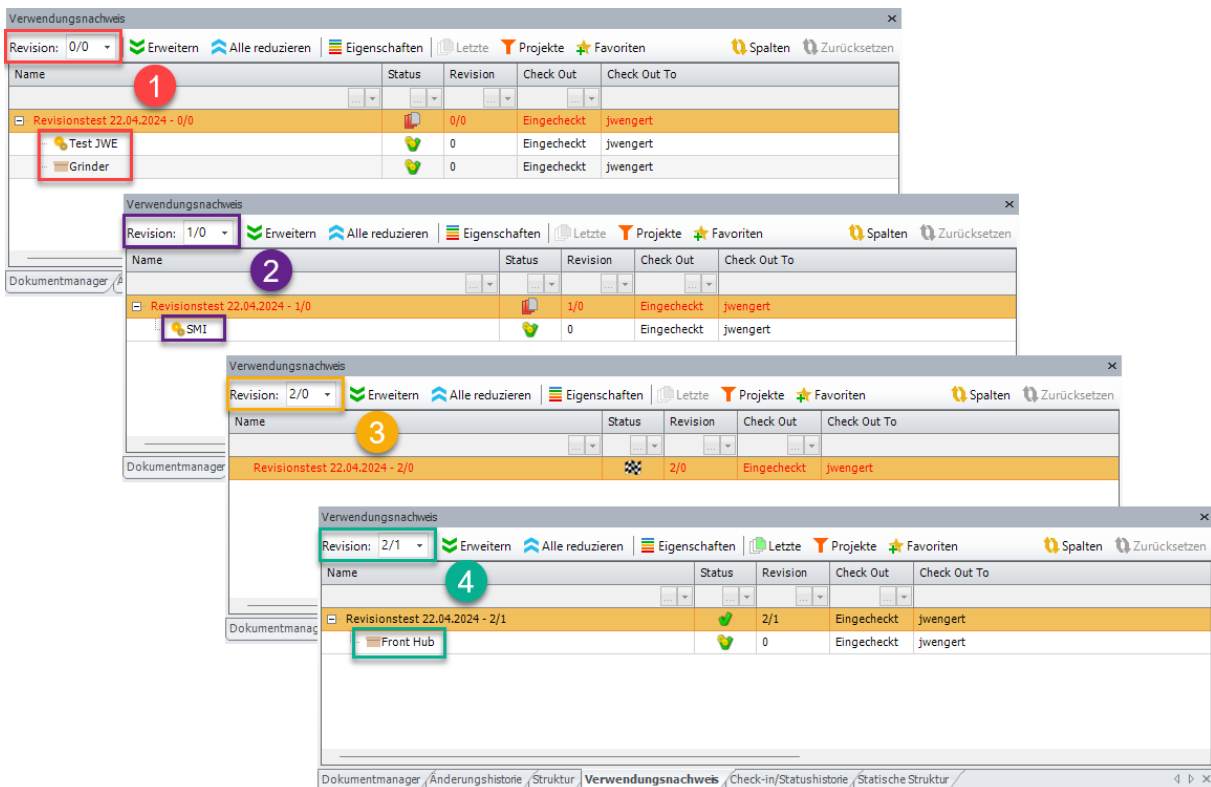 Verwendungsnachweis
Revision: 0/0 Erweitern Alle reduzieren Eigenschaften Letzte Projekte Favoriten Spalten Zurücksetzen
Name Status Revision Check Out Check Out To
1
... ... ... ...
Revisionstest 22.04.2024 - 0/0 0/0 Eingecheckt jwengert
Test JWE 0 Eingecheckt jwengert
Grinder 0 Eingecheckt jwengert
Dokumentmanager
Verwendungsnachweis
Revision: 1/0 Erweitern Alle reduzieren Eigenschaften Letzte Projekte Favoriten Spalten Zurücksetzen
Name Status Revision Check Out Check Out To
2
... ... ... ...
Revisionstest 22.04.2024 - 1/0 1/0 Eingecheckt jwengert
SMI 0 Eingecheckt jwengert
Dokumentmanager
Verwendungsnachweis
Revision: 2/0 Erweitern Alle reduzieren Eigenschaften Letzte Projekte Favoriten Spalten Zurücksetzen
Name Status Revision Check Out Check Out To
3
... ... ... ...
Revisionstest 22.04.2024 - 2/0 2/0 Eingecheckt jwengert
Dokumentmanag
Verwendungsnachweis
Revision: 2/1 Erweitern Alle reduzieren Eigenschaften Letzte Projekte Favoriten Spalten Zurücksetzen
Name Status Revision Check Out Check Out To
4
... ... ... ...
Revisionstest 22.04.2024 - 2/1 2/1 Eingecheckt jwengert
Front Hub 0 Eingecheckt jwengert
Dokumentmanager Änderungshistorie Struktur Verwendungsnachweis Check-in/Statushistorie Statische Struktur